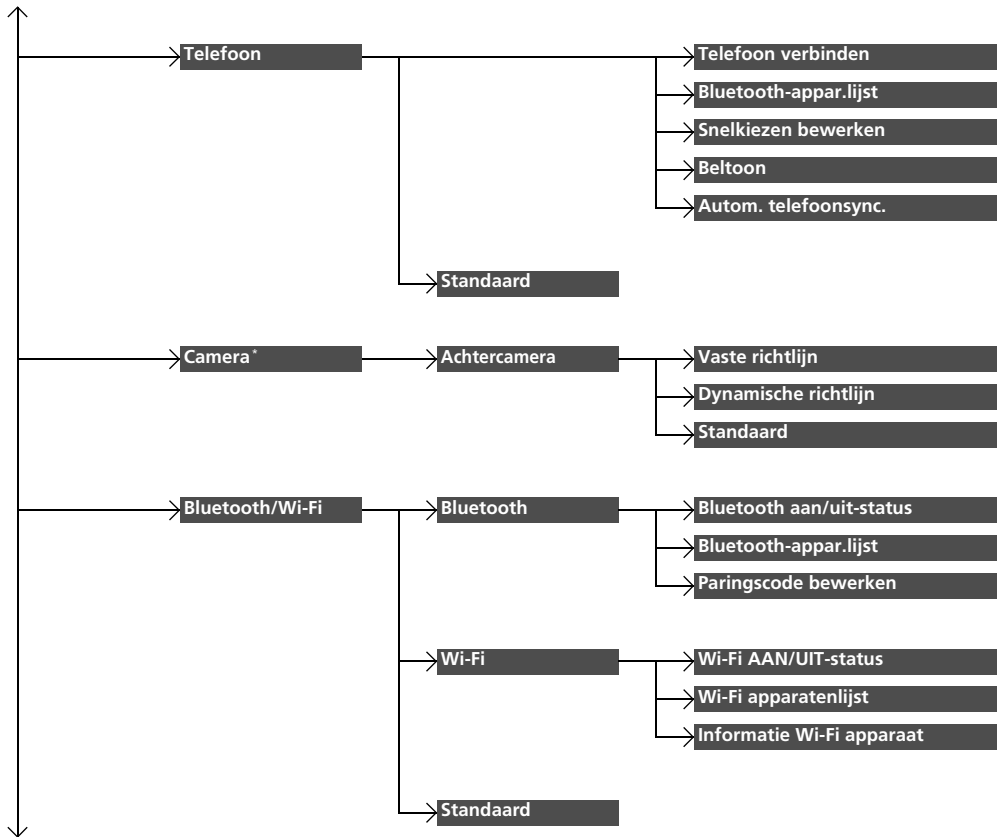 Telefoon
Telefoon verbinden
Bluetooth-appar.lijst
Snelkiezen bewerken
Beltoon
Autom. telefoonsync.
Standaard
Camera*
Achtercamera
Vaste richtlijn
Dynamische richtlijn
Standaard
Bluetooth/Wi-Fi
Bluetooth
Bluetooth aan/uit-status
Bluetooth-appar.lijst
Paringscode bewerken
Wi-Fi
Wi-Fi AAN/UIT-status
Wi-Fi apparatenlijst
Informatie Wi-Fi apparaat
Standaard